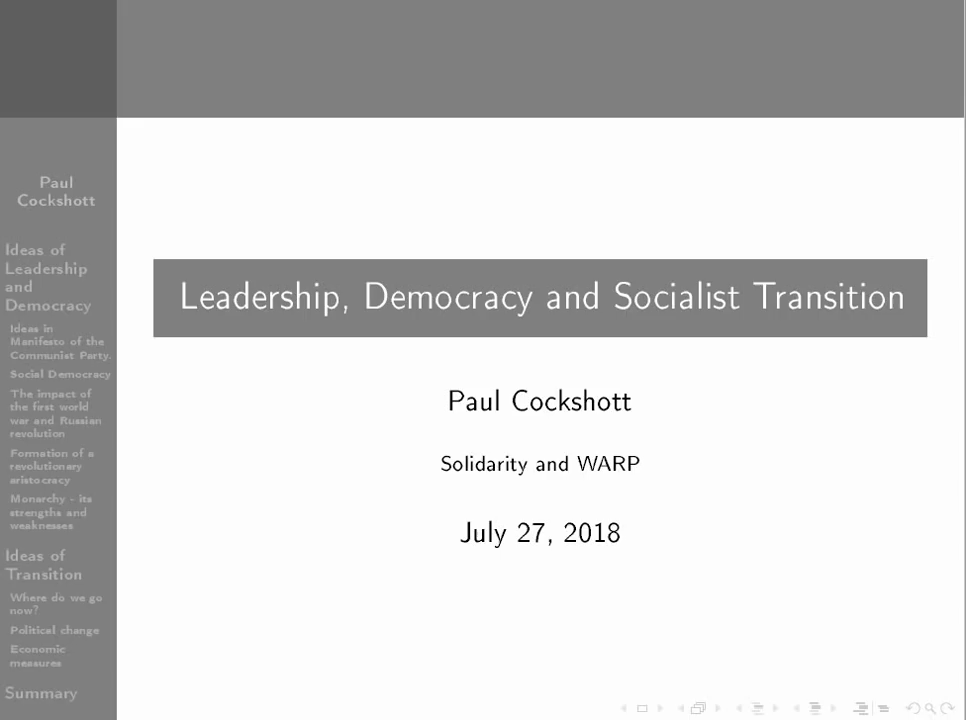 Paul
Cockshott
Ideas of
Leadership
and
Democracy
Ideas in
Manifesto of the
Communist Party.
Social Democracy
The impact of
the first world
war and Russian
revolution
Formation of a
revolutionary
aristocracy
Monarchy - its
strengths and
weaknesses
Ideas of
Transition
Where do we go
now?
Political change
Economic
measures
Summary
Leadership, Democracy and Socialist Transition
Paul Cockshott
Solidarity and WARP
July 27, 2018